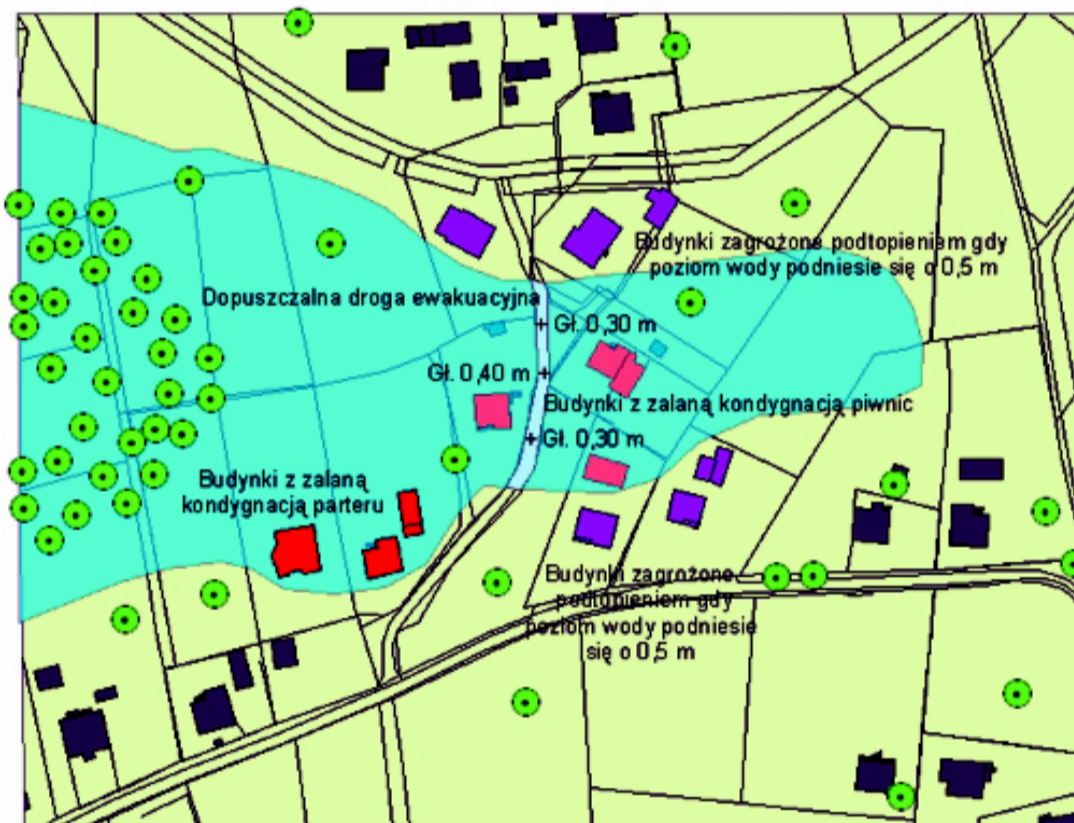 Budynki zagrożone podtopieniem gdy
poziom wody podniesie się o 0,5 m
Dopuszczalna droga ewakuacyjna
Gł. 0,30 m
Gł. 0,40 m
Budynki z zalaną kondygnacją piwnic
Gł. 0,30 m
Budynki z zalaną
kondygnacją parteru
Budynki zagrożone
podtopieniem gdy
poziom wody podniesie
się o 0,5 m